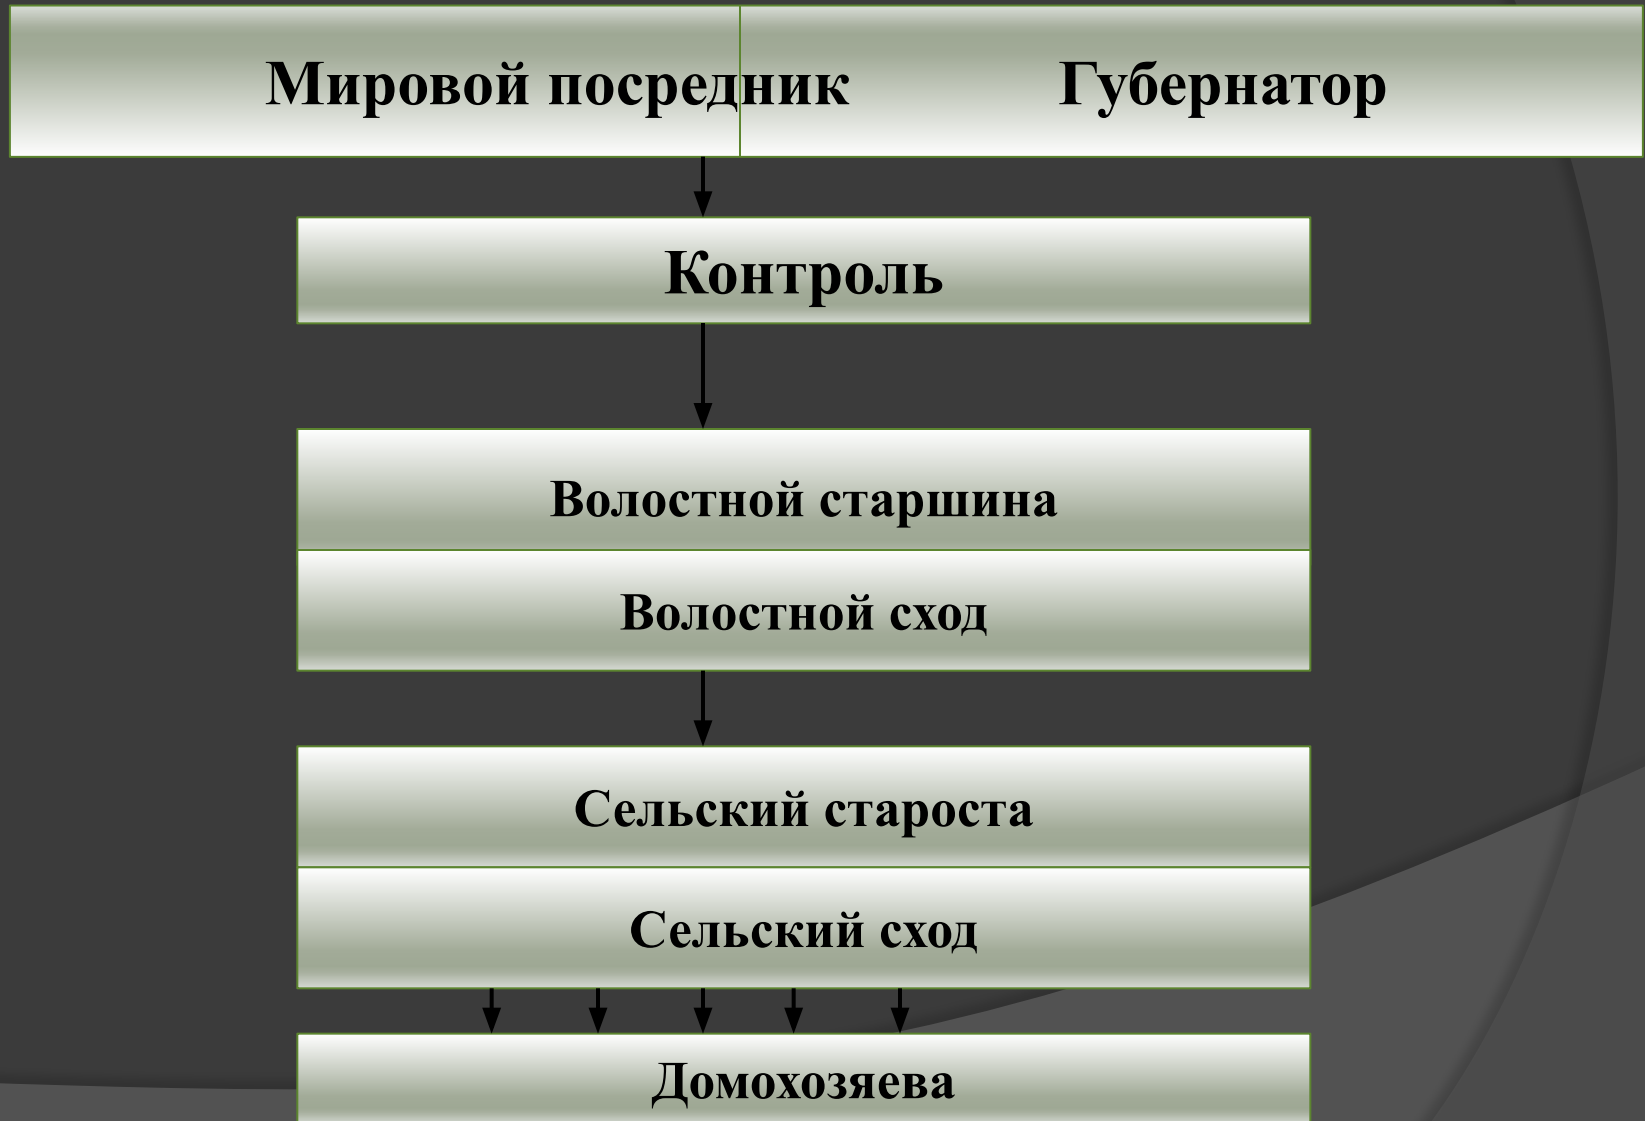 Мировой посредник Губернатор
Контроль
Волостной старшина
Волостной сход
Сельский староста
Сельский сход
Домохозяева